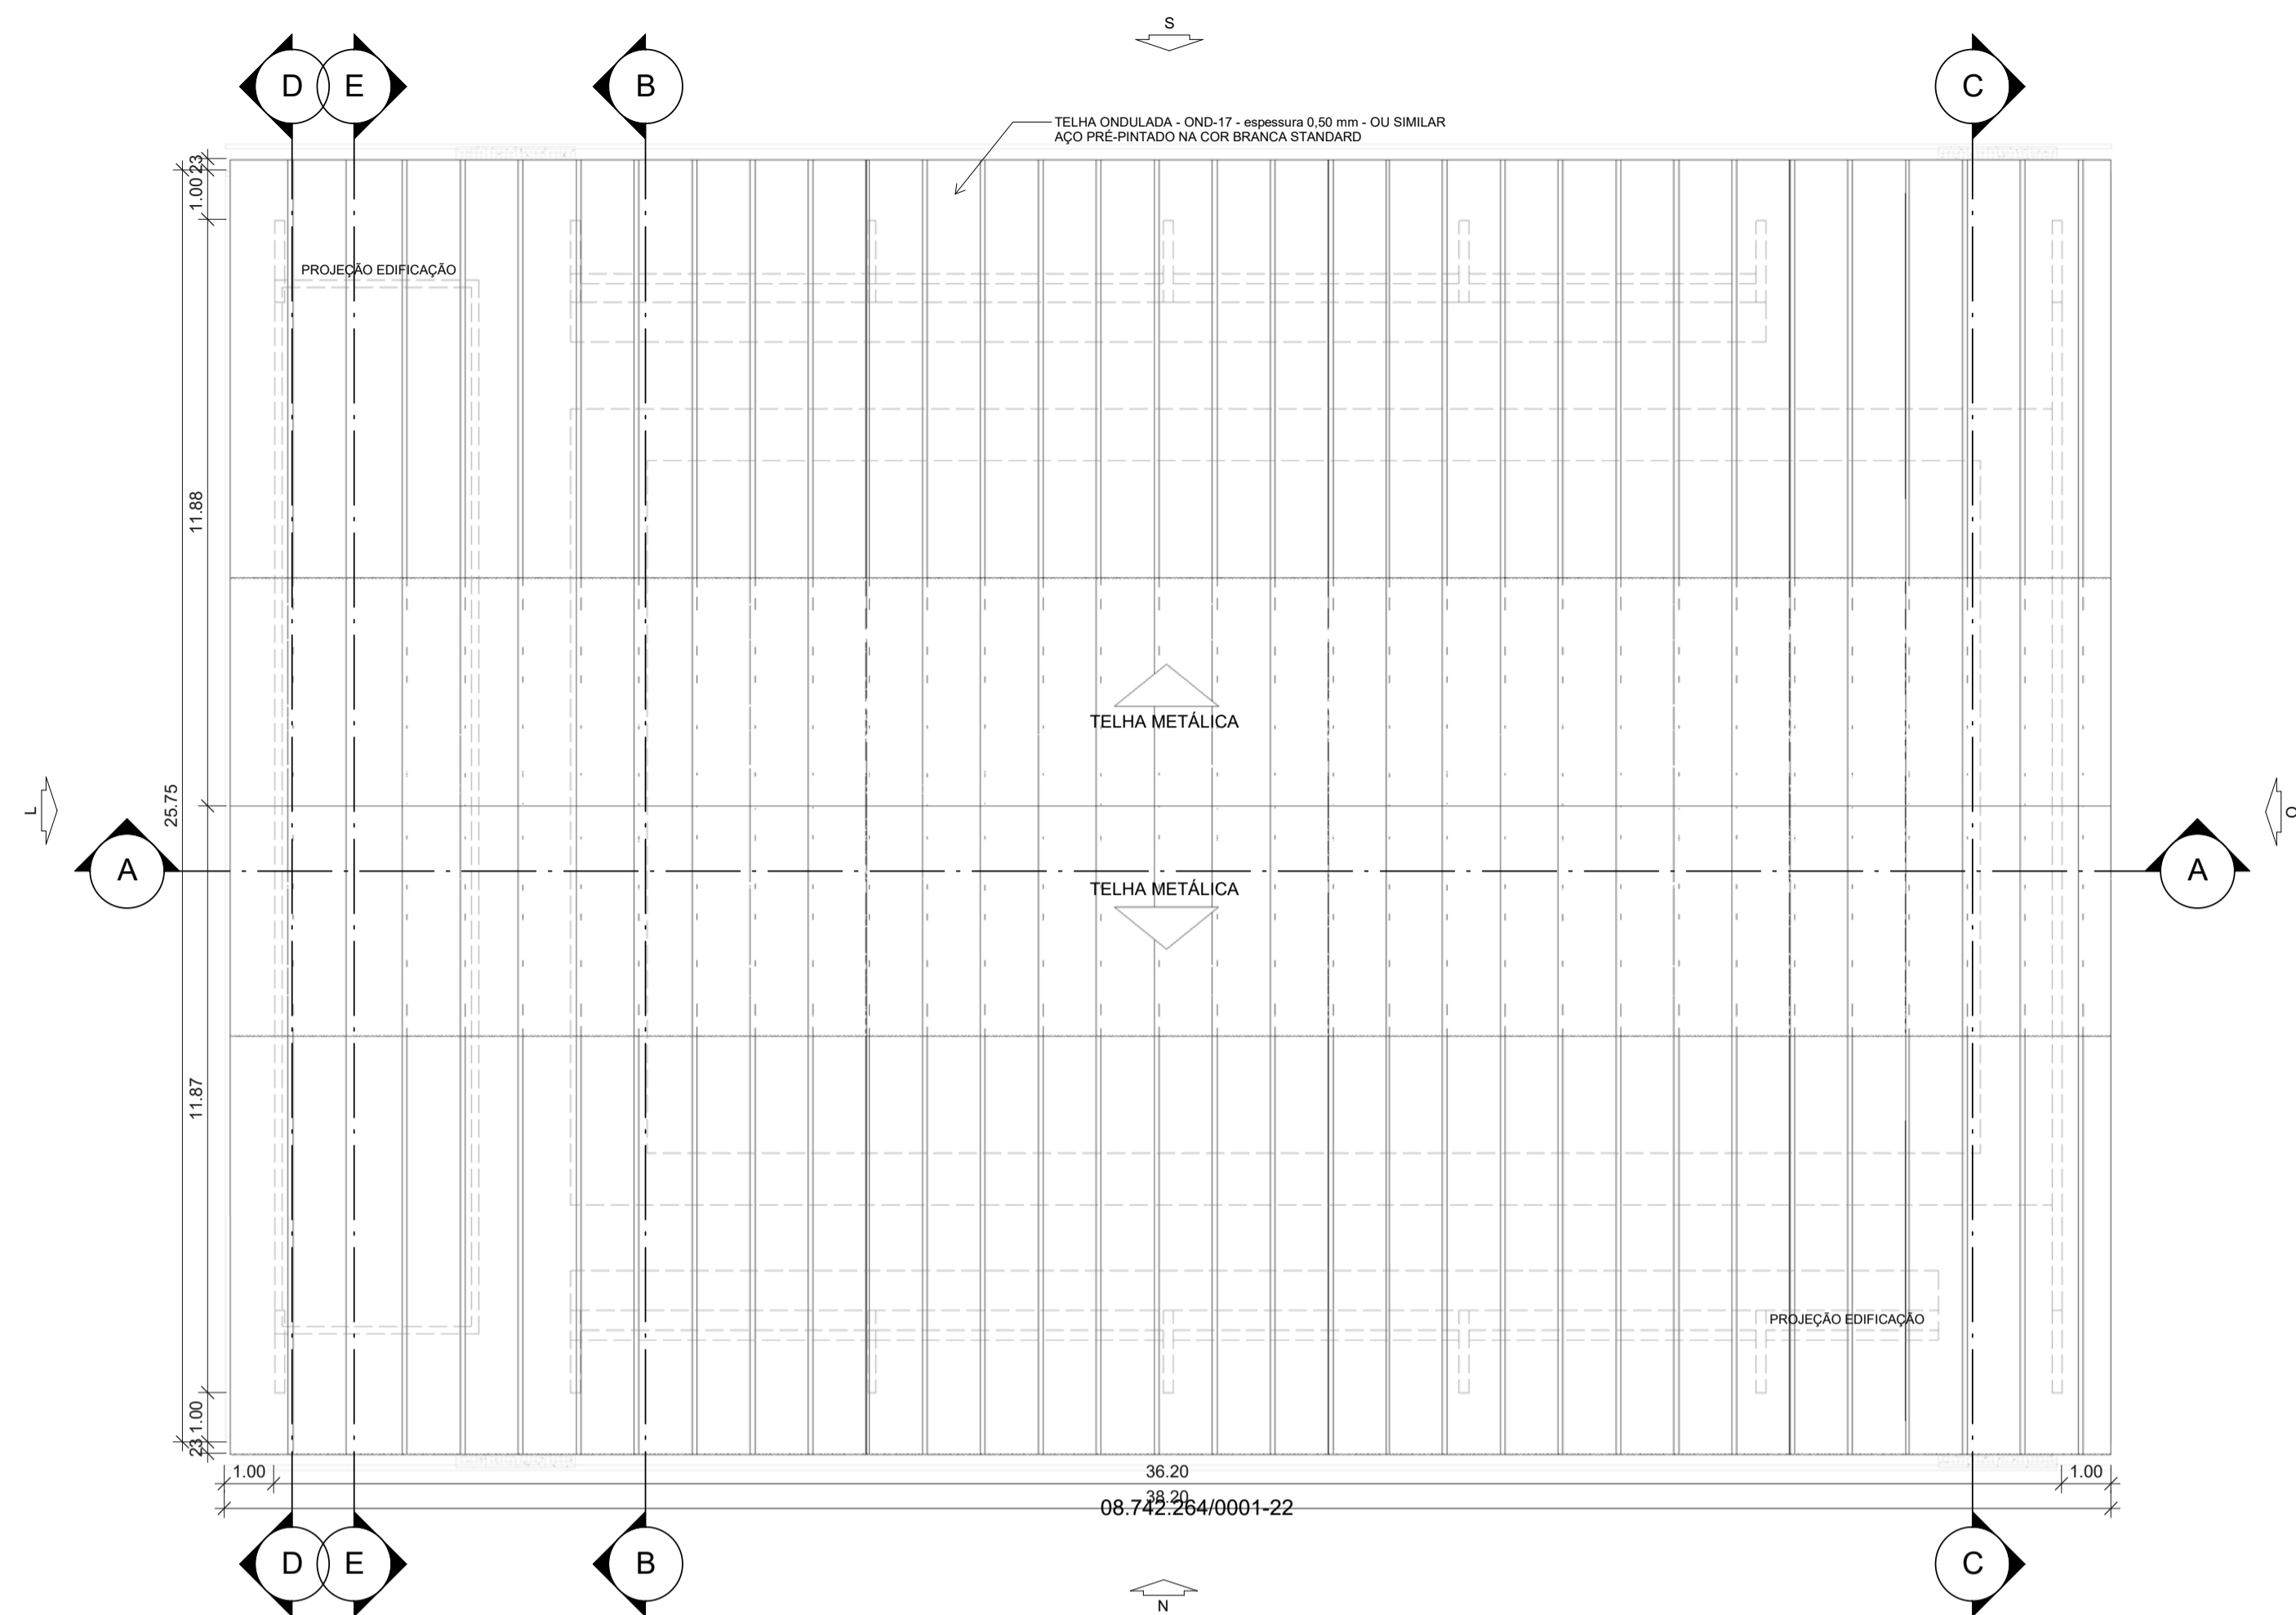 S
D
E
B
C
TELHA ONDULADA - OND-17 - espessura 0,50 mm - OU SIMILAR
AÇO PRÉ-PINTADO NA COR BRANCA STANDARD
23
1.00
PROJEÇÃO EDIFICAÇÃO
11.88
TELHA METÁLICA
25.75
L
O
A
A
TELHA METÁLICA
11.87
PROJEÇÃO EDIFICAÇÃO
1.00
23
1.00
36.20
1.00
38.20
08.742.264/0001-22
D
E
B
C
N